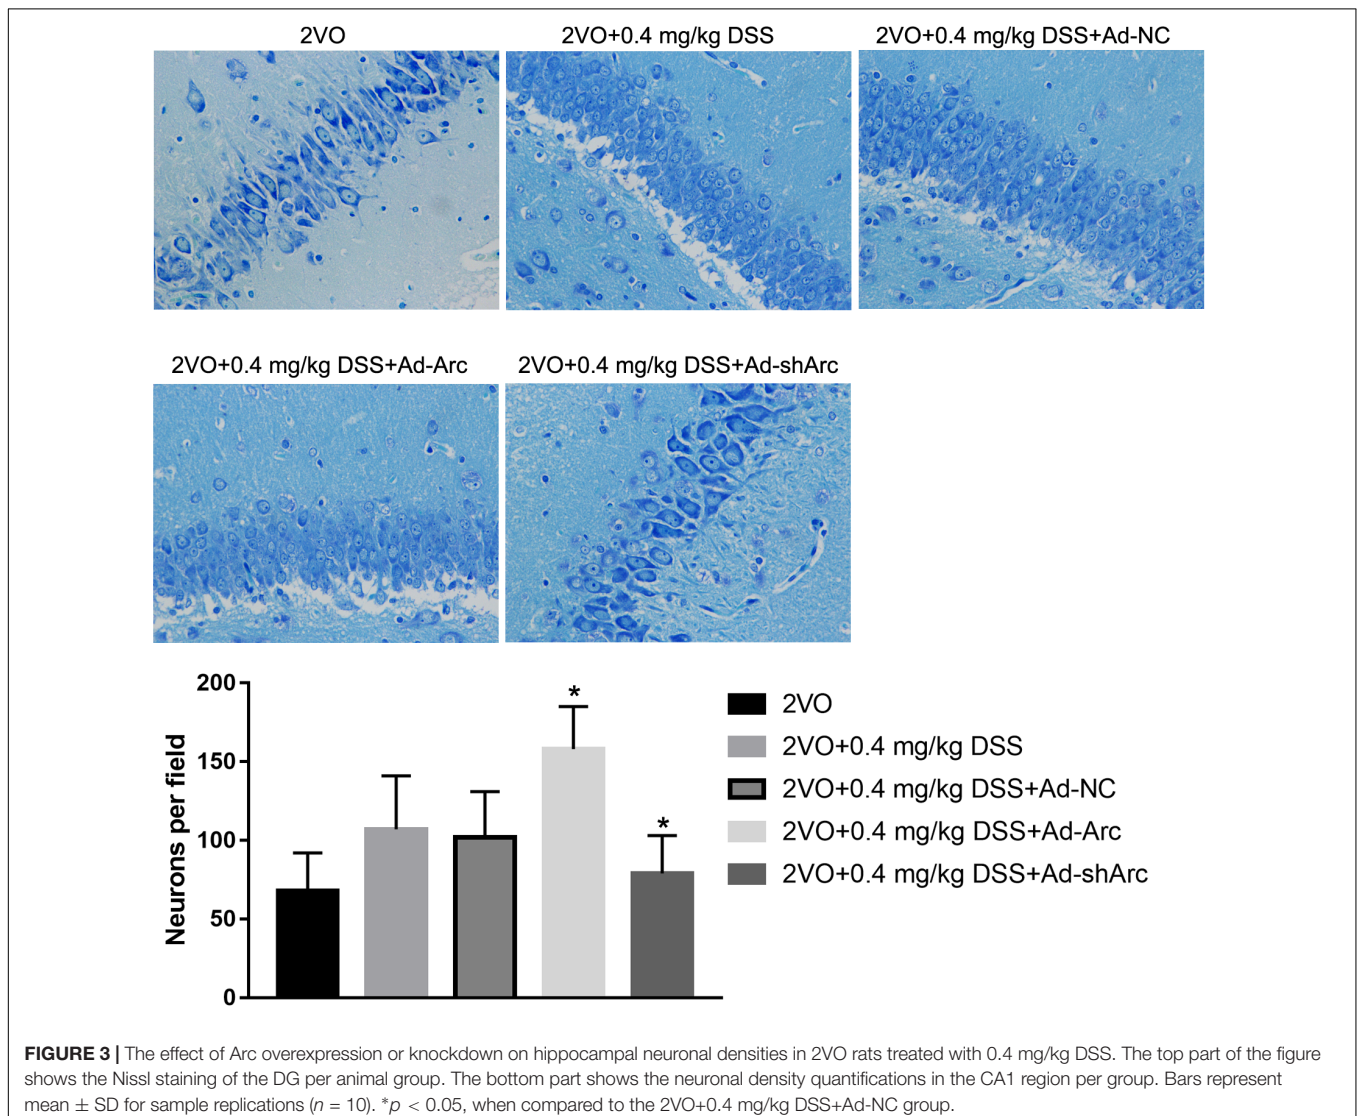 2VO
2VO+0.4 mg/kg DSS
2VO+0.4 mg/kg DSS+Ad-NC
2VO+0.4 mg/kg DSS+Ad-Arc
2VO+0.4 mg/kg DSS+Ad-shArc
Neurons per field
200
150
100
50
0
*
*
2VO
2VO+0.4 mg/kg DSS
2VO+0.4 mg/kg DSS+Ad-NC
2VO+0.4 mg/kg DSS+Ad-Arc
2VO+0.4 mg/kg DSS+Ad-shArc
FIGURE 3 | The effect of Arc overexpression or knockdown on hippocampal neuronal densities in 2VO rats treated with 0.4 mg/kg DSS. The top part of the figure
shows the Nissl staining of the DG per animal group. The bottom part shows the neuronal density quantifications in the CA1 region per group. Bars represent
mean ± SD for sample replications (n = 10). *p < 0.05, when compared to the 2VO+0.4 mg/kg DSS+Ad-NC group.